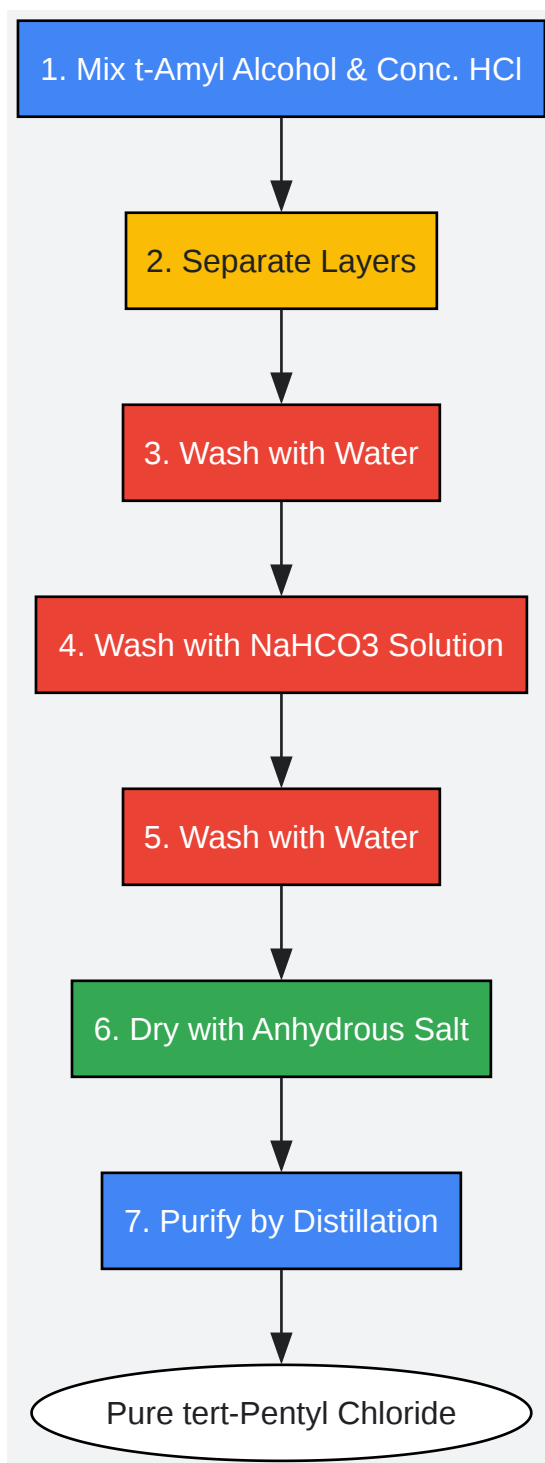 1. Mix t-Amyl Alcohol & Conc. HCl
2. Separate Layers
3. Wash with Water
4. Wash with NaHCO3 Solution
5. Wash with Water
6. Dry with Anhydrous Salt
7. Purify by Distillation
Pure tert-Pentyl Chloride